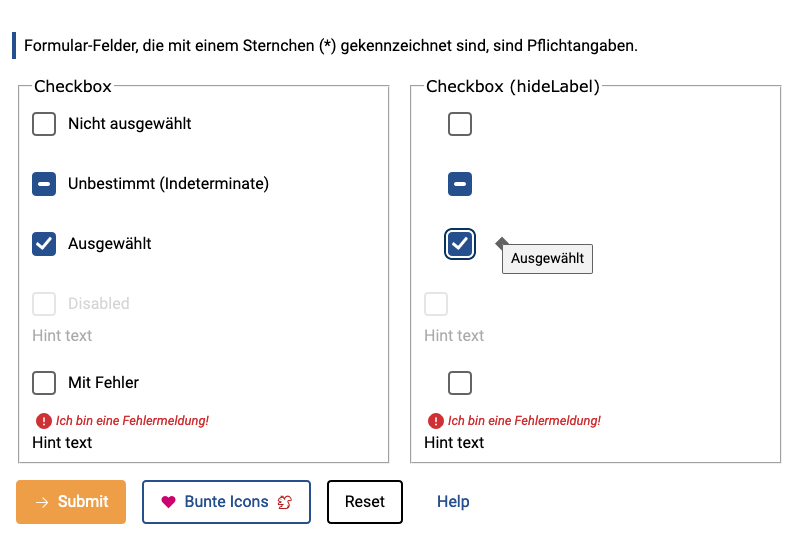 Formular-Felder, die mit einem Sternchen (*) gekennzeichnet sind, sind Pflichtangaben.
Checkbox
Nicht ausgewählt
Unbestimmt (Indeterminate)
Ausgewählt
Disabled
Hint text
Mit Fehler
Ich bin eine Fehlermeldung!
Hint text
Checkbox (hideLabel)
Ausgewählt
Hint text
Ich bin eine Fehlermeldung!
Hint text
Submit
Bunte Icons
Reset
Help